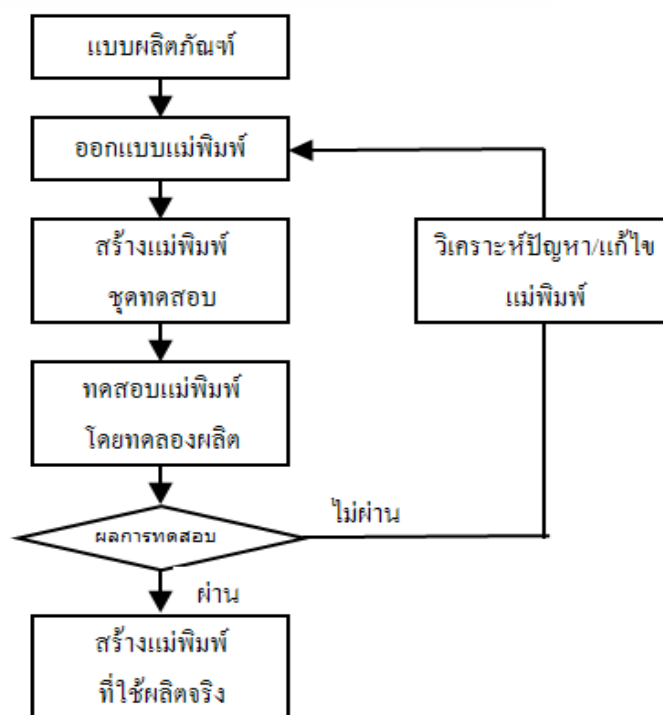 แบบผลิตภัณฑ์
ออกแบบแม่พิมพ์
สร้างแม่พิมพ์
ชุดทดสอบ
วิเคราะห์ปัญหา/แก้ไข
แม่พิมพ์
ทดสอบแม่พิมพ์
โดยทดลองผลิต
ไม่ผ่าน
ผลการทดสอบ
ผ่าน
สร้างแม่พิมพ์
ที่ใช้ผลิตจริง